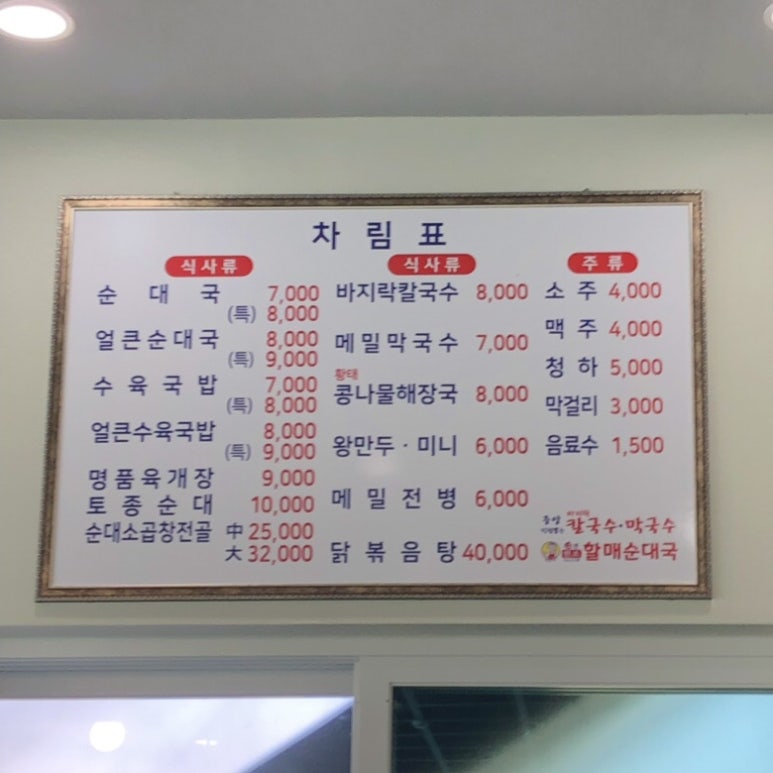 차림표
식사류
순대국 7,000
(특) 8,000
얼큰순대국 8,000
(특) 9,000
수육국밥 7,000
(특) 8,000
얼큰수육국밥 8,000
(특) 9,000
명품육개장 9,000
토종순대 10,000
순대소곱창전골 中 25,000
大 32,000
식사류
바지락칼국수 8,000
메밀막국수 7,000
황태
콩나물해장국 8,000
왕만두·미니 6,000
메밀전병 6,000
닭볶음탕 40,000
주류
소주 4,000
맥주 4,000
청하 5,000
막걸리 3,000
음료수 1,500
칼국수·막국수
할매순대국